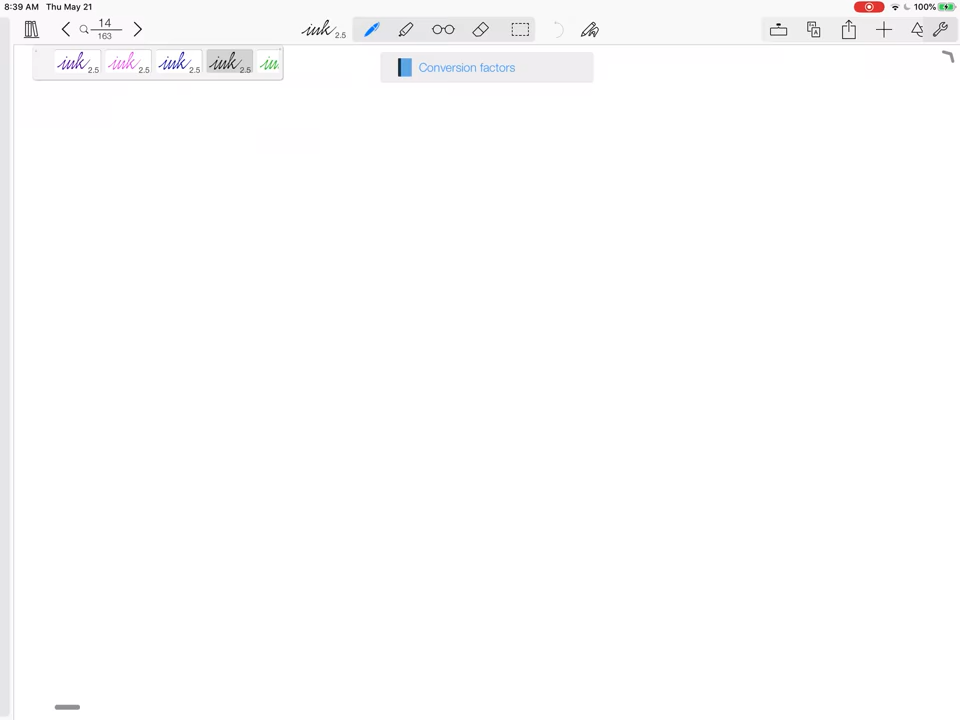 8:39 AM Thu May 21
100%
14
163
ink 2.5
ink 2.5
ink 2.5
ink 2.5
ink 2.5
in
Conversion factors